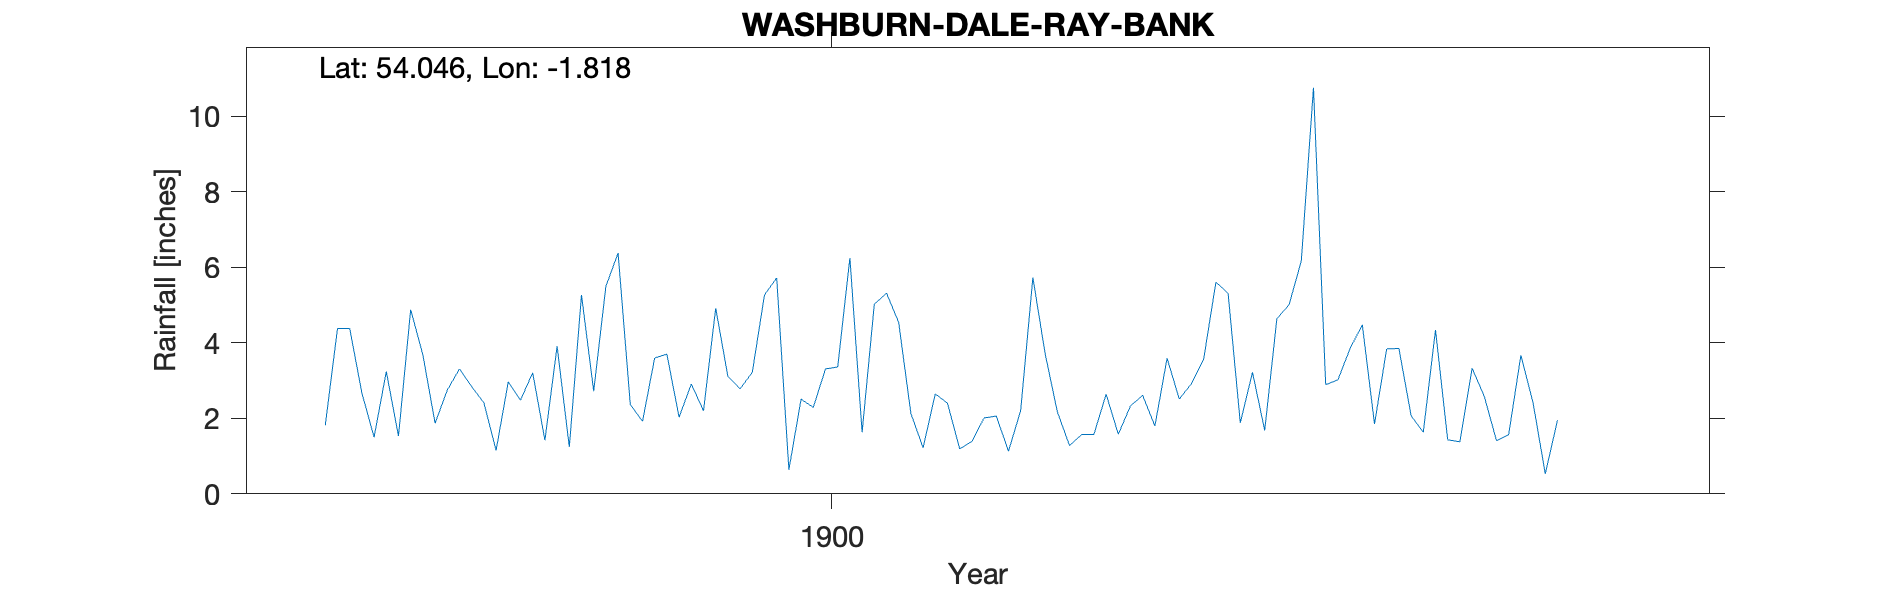 WASHBURN-DALE-RAY-BANK
Lat: 54.046, Lon: -1.818
10
8
6
4
2
0
Rainfall [inches]
1900
Year